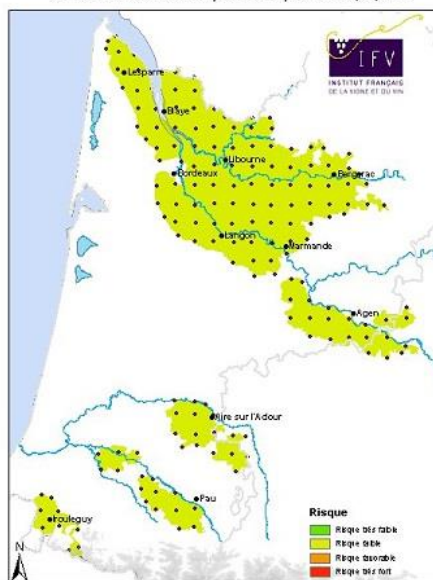 IFV
INSTITUT FRANÇAIS
DE LA VIGNE ET DU VIN
Lesparre
Blaye
Libourne
Bergerac
Bordeaux
Langon
Marmande
Agen
Aire sur l'Adour
Pau
Irouleguy
Risque
Risque très faible
Risque faible
Risque favorable
Risque très fort
N